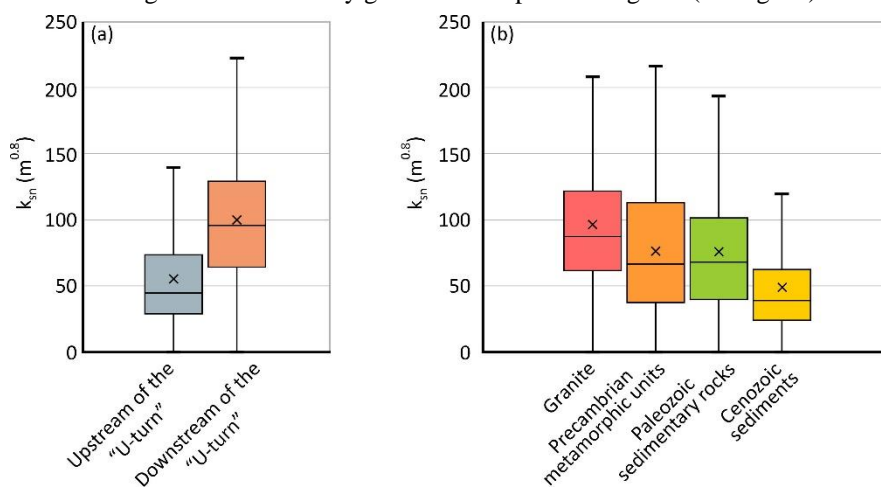 250
(a)
200
150
100
50
0
k_sn (m^0.8)
Upstream of the
“U-turn”
Downstream of the
“U-turn”
250
(b)
200
150
100
50
0
k_sn (m^0.8)
Granite
Precambrian
metamorphic units
Paleozoic
sedimentary rocks
Cenozoic
sediments